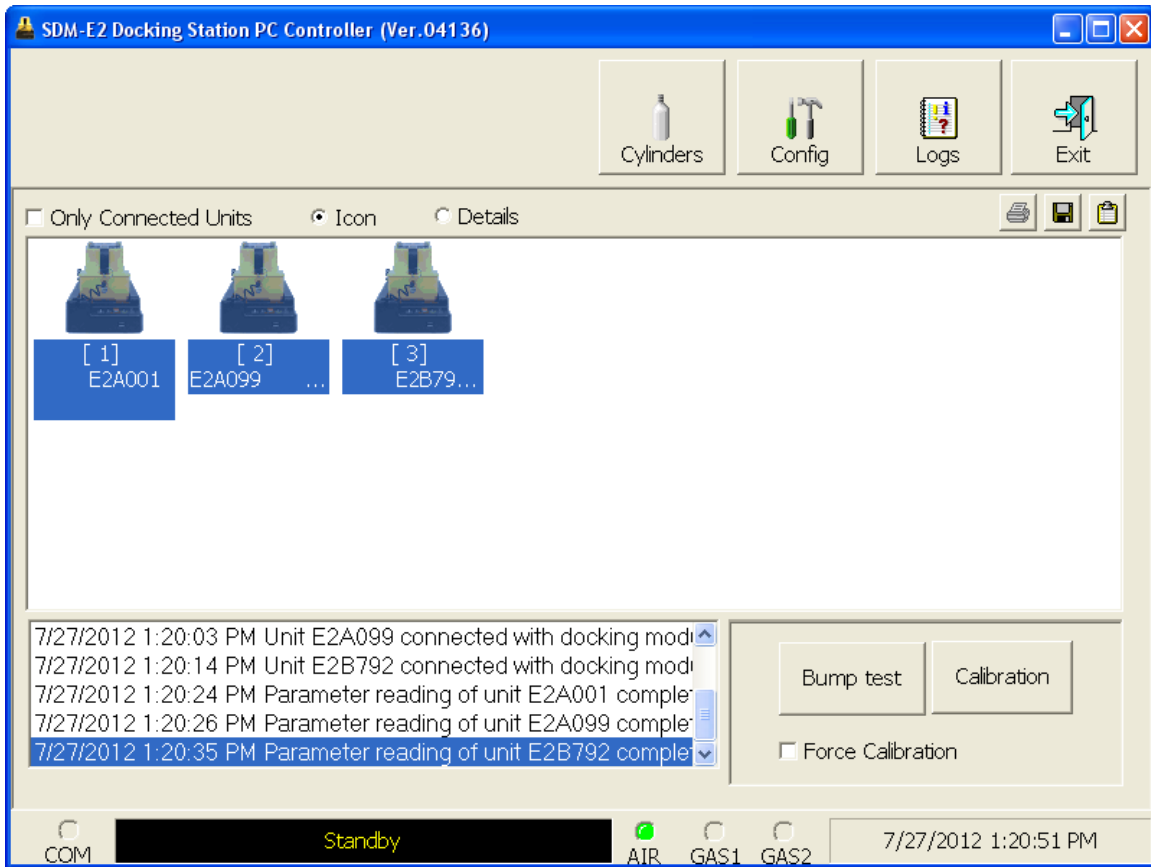 SDM-E2 Docking Station PC Controller (Ver.04136)
Cylinders Config Logs Exit
Only Connected Units Icon Details
[ 1] [ 2] [ 3]
E2A001 E2A099 ... E2B79...
7/27/2012 1:20:03 PM Unit E2A099 connected with docking modu
7/27/2012 1:20:14 PM Unit E2B792 connected with docking modu
7/27/2012 1:20:24 PM Parameter reading of unit E2A001 complet
7/27/2012 1:20:26 PM Parameter reading of unit E2A099 complet
7/27/2012 1:20:35 PM Parameter reading of unit E2B792 complet
Bump test Calibration
Force Calibration
COM Standby AIR GAS1 GAS2 7/27/2012 1:20:51 PM